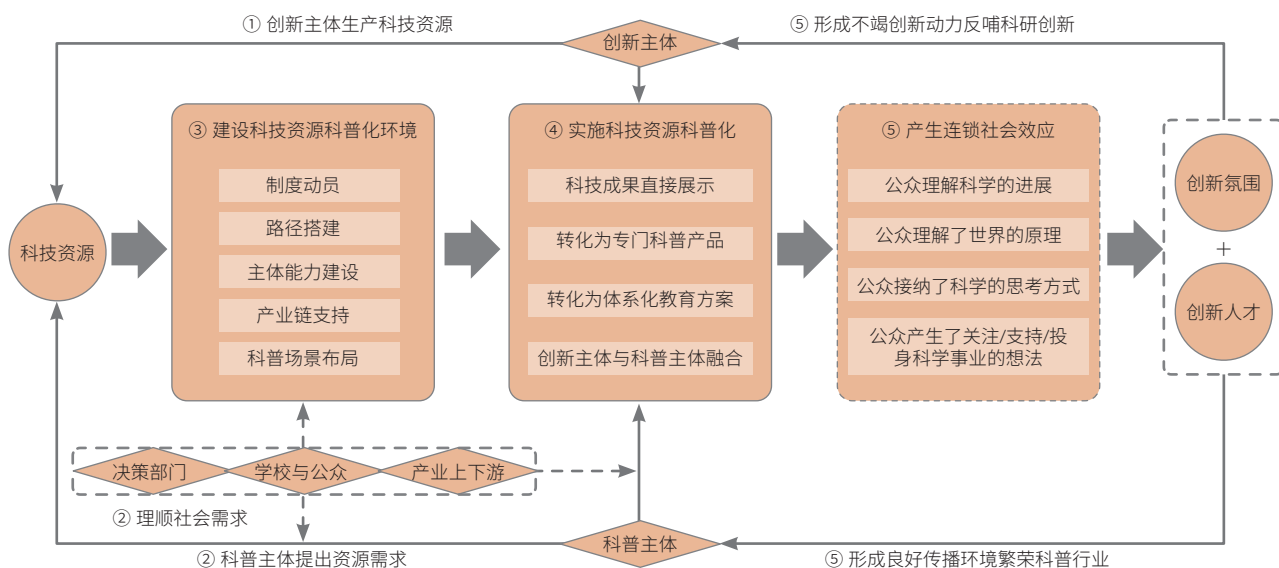 ① 创新主体生产科技资源
⑤ 形成不竭创新动力反哺科研创新
创新主体
③ 建设科技资源科普化环境
制度动员
路径搭建
主体能力建设
产业链支持
科普场景布局
④ 实施科技资源科普化
科技成果直接展示
转化为专门科普产品
转化为体系化教育方案
创新主体与科普主体融合
⑤ 产生连锁社会效应
公众理解科学的进展
公众理解了世界的原理
公众接纳了科学的思考方式
公众产生了关注/支持/投
身科学事业的想法
科技资源
创新氛围
+
创新人才
决策部门
学校与公众
产业上下游
② 理顺社会需求
② 科普主体提出资源需求
科普主体
⑤ 形成良好传播环境繁荣科普行业